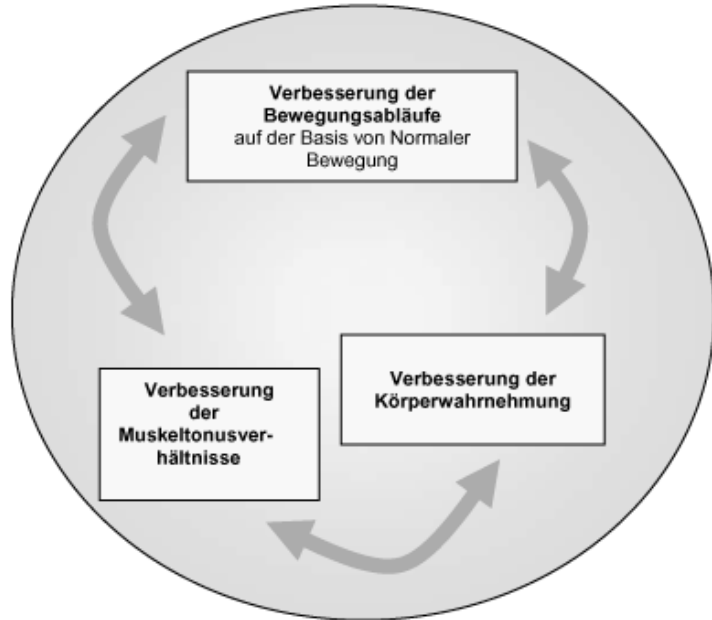 Verbesserung der
Bewegungsabläufe
auf der Basis von Normaler
Bewegung
Verbesserung
der
Muskeltonusver-
hältnisse
Verbesserung der
Körperwahrnehmung